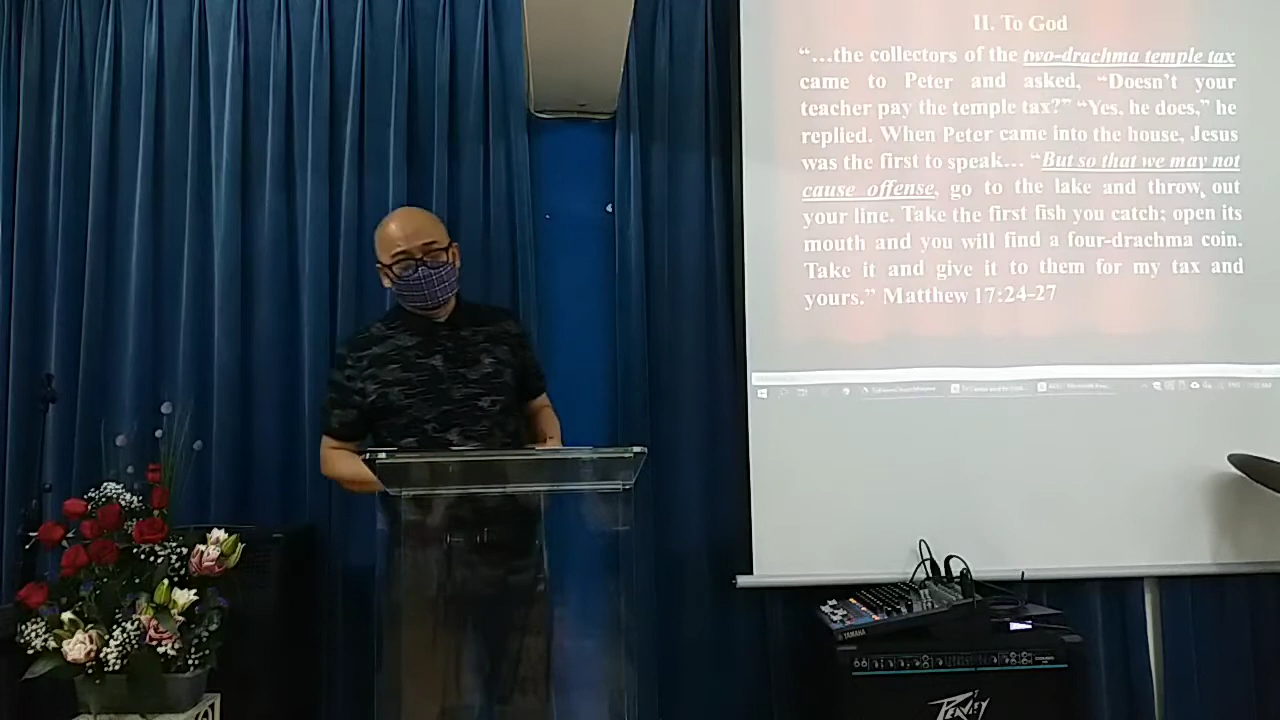 II. To God
“…the collectors of the two-drachma temple tax
came to Peter and asked, “Doesn’t your
teacher pay the temple tax?” “Yes, he does,” he
replied. When Peter came into the house, Jesus
was the first to speak… “But so that we may not
cause offense, go to the lake and throw out
your line. Take the first fish you catch; open its
mouth and you will find a four-drachma coin.
Take it and give it to them for my tax and
yours.” Matthew 17:24-27
YAMAHA
PEAVEY